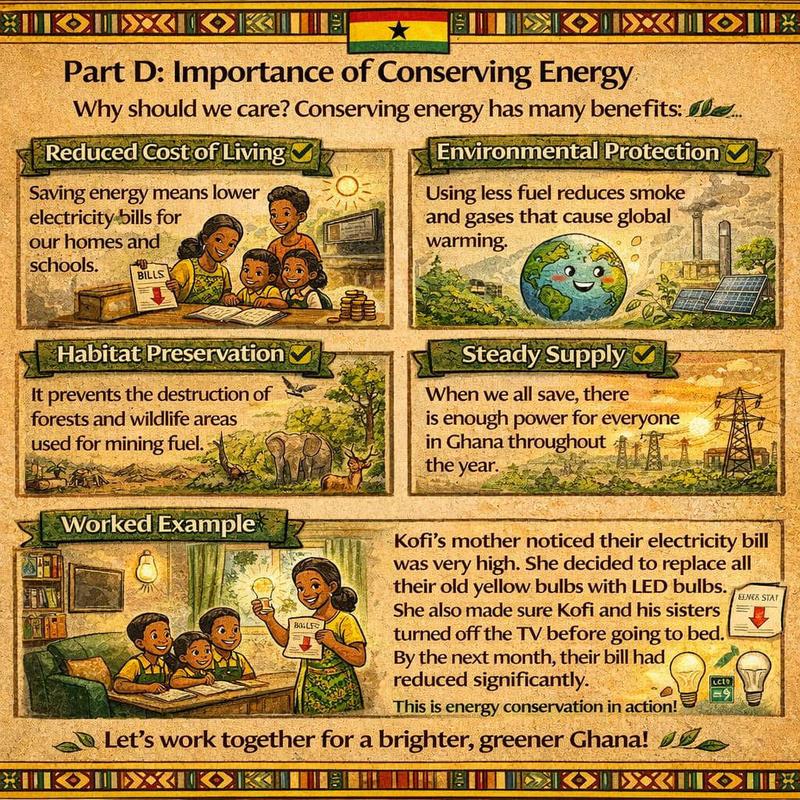 Part D: Importance of Conserving Energy
Why should we care? Conserving energy has many benefits:
Reduced Cost of Living
Saving energy means lower
electricity bills for
our homes and
schools.
BILLS
Environmental Protection
Using less fuel reduces smoke
and gases that cause global
warming.
Habitat Preservation
It prevents the destruction of
forests and wildlife areas
used for mining fuel.
Steady Supply
When we all save, there
is enough power for everyone
in Ghana throughout
the year.
Worked Example
Kofi's mother noticed their electricity bill
was very high. She decided to replace all
their old yellow bulbs with LED bulbs.
She also made sure Kofi and his sisters
turned off the TV before going to bed.
By the next month, their bill had
reduced significantly.
This is energy conservation in action!
Let's work together for a brighter, greener Ghana!